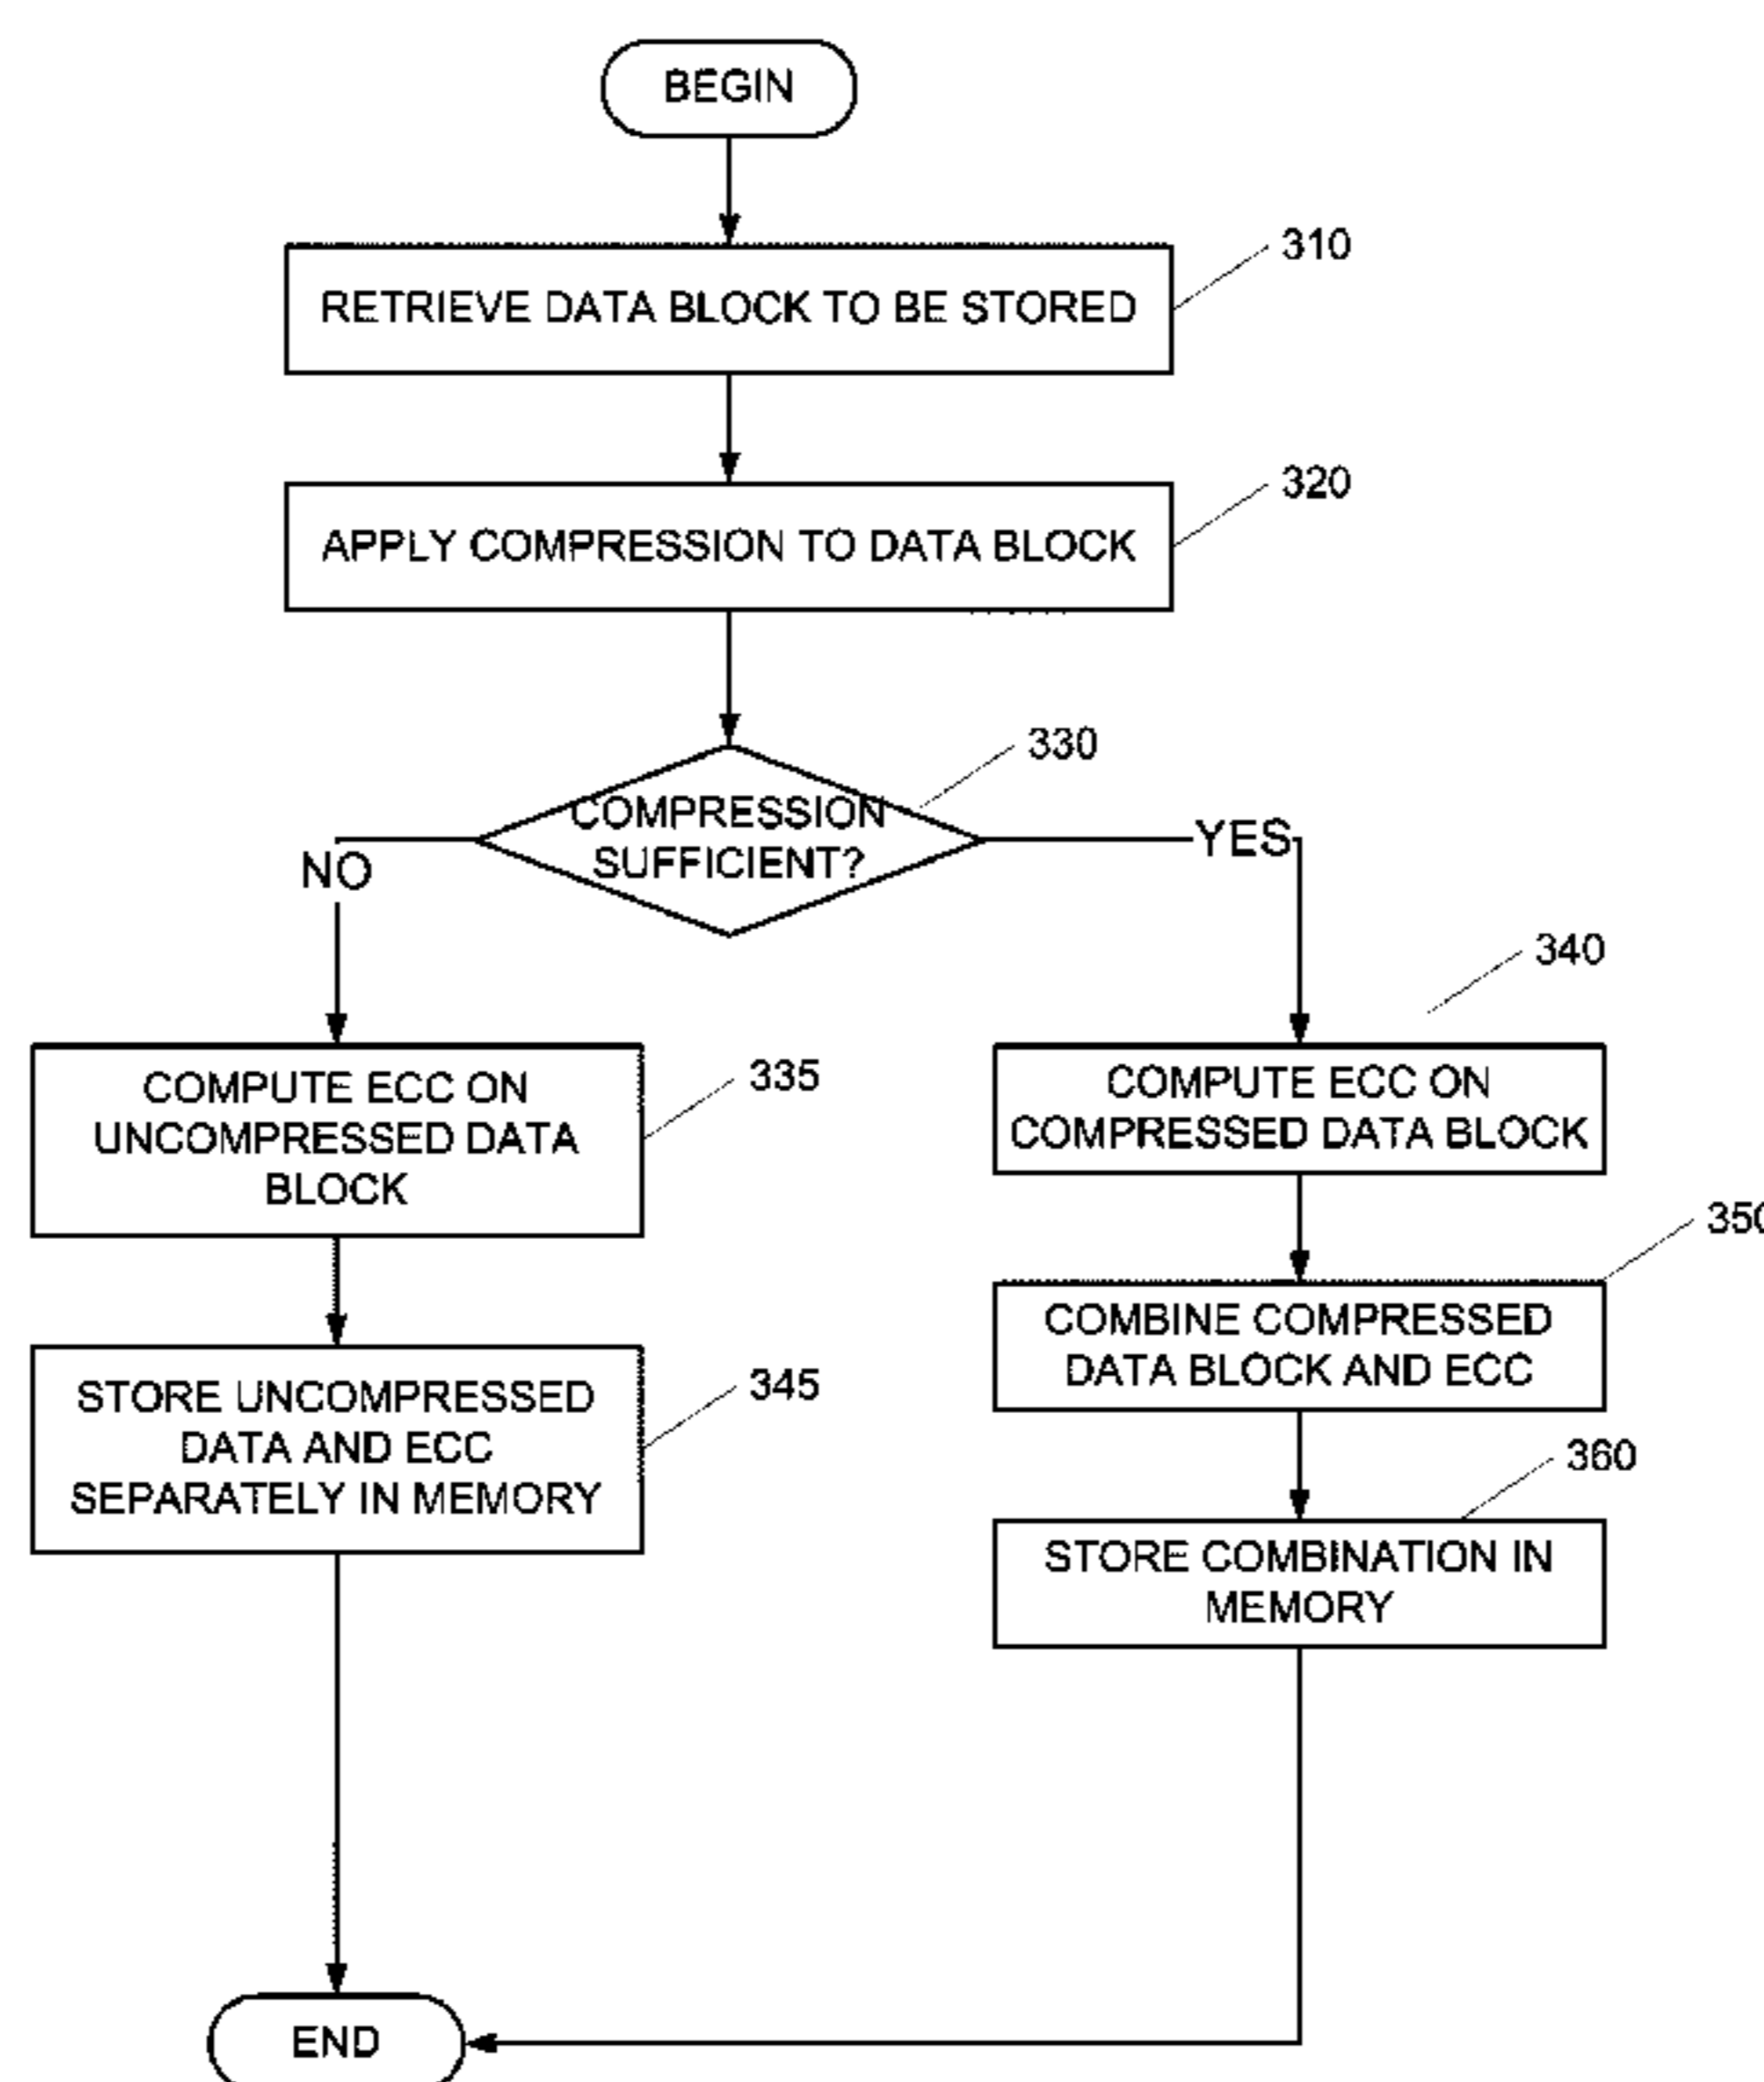 BEGIN
RETRIEVE DATA BLOCK TO BE STORED
310
APPLY COMPRESSION TO DATA BLOCK
320
COMPRESSION
SUFFICIENT?
330
NO
YES
340
COMPUTE ECC ON
UNCOMPRESSED DATA
BLOCK
335
COMPUTE ECC ON
COMPRESSED DATA BLOCK
350
COMBINE COMPRESSED
DATA BLOCK AND ECC
STORE UNCOMPRESSED
DATA AND ECC
SEPARATELY IN MEMORY
345
360
STORE COMBINATION IN
MEMORY
END